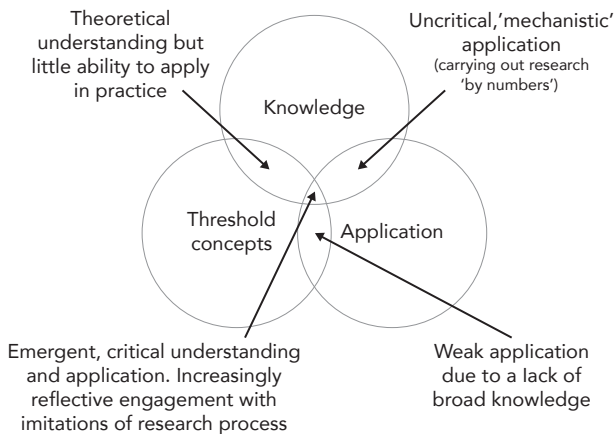 Theoretical
understanding but
little ability to apply
in practice
Uncritical,‘mechanistic’
application
(carrying out research
‘by numbers’)
Knowledge
Threshold
concepts
Application
Emergent, critical understanding
and application. Increasingly
reflective engagement with
imitations of research process
Weak application
due to a lack of
broad knowledge